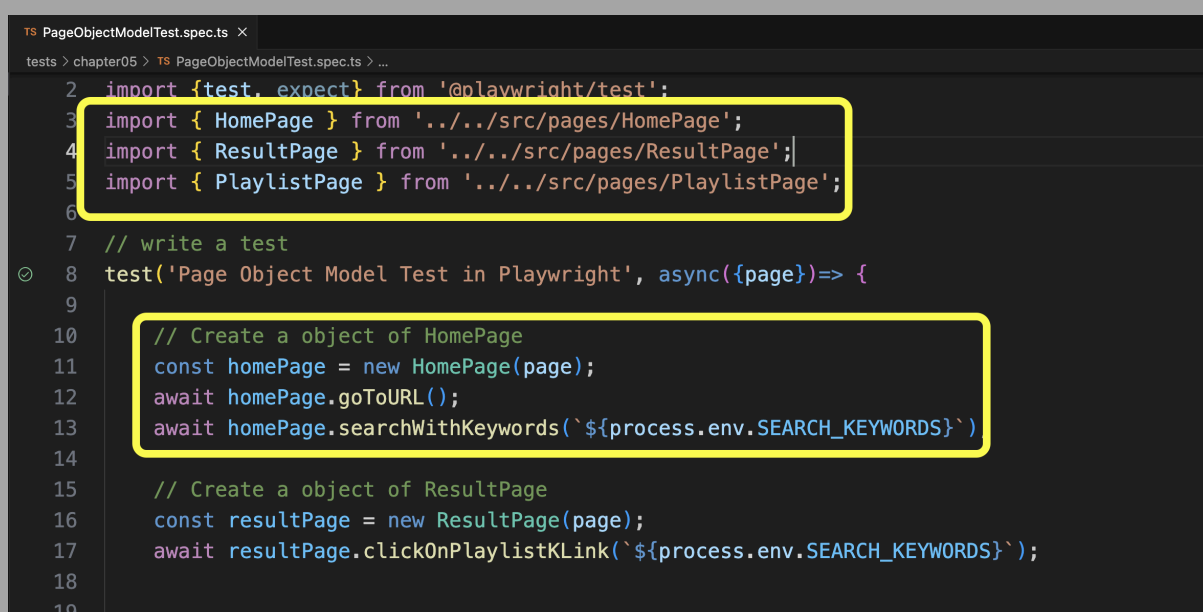 TS PageObjectModelTest.spec.ts ×
tests > chapter05 > TS PageObjectModelTest.spec.ts > ...
2 import {test, expect} from '@playwright/test';
3 import { HomePage } from '../../src/pages/HomePage';
4 import { ResultPage } from '../../src/pages/ResultPage';
5 import { PlaylistPage } from '../../src/pages/PlaylistPage';
6
7 // write a test
8 test('Page Object Model Test in Playwright', async({page})=> {
9
10 // Create a object of HomePage
11 const homePage = new HomePage(page);
12 await homePage.goToURL();
13 await homePage.searchWithKeywords(`${process.env.SEARCH_KEYWORDS}`)
14
15 // Create a object of ResultPage
16 const resultPage = new ResultPage(page);
17 await resultPage.clickOnPlaylistKLink(`${process.env.SEARCH_KEYWORDS}`);
18
19